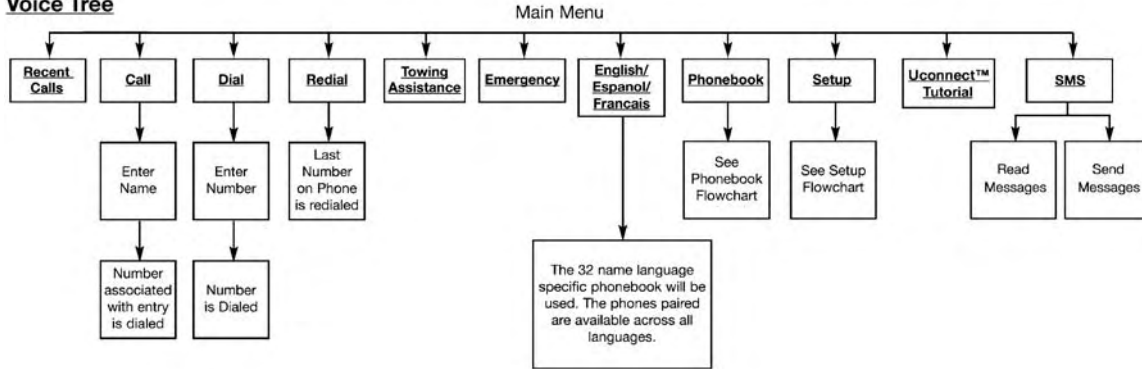 Voice Tree
Main Menu
Recent
Calls
Call
Dial
Redial
Towing
Assistance
Emergency
English/
Espanol/
Francais
Phonebook
Setup
Uconnect™
Tutorial
SMS
Enter
Name
Enter
Number
Last
Number
on Phone
is redialed
See
Phonebook
Flowchart
See Setup
Flowchart
Read
Messages
Send
Messages
Number
associated
with entry
is dialed
Number
is Dialed
The 32 name language
specific phonebook will be
used. The phones paired
are available across all
languages.